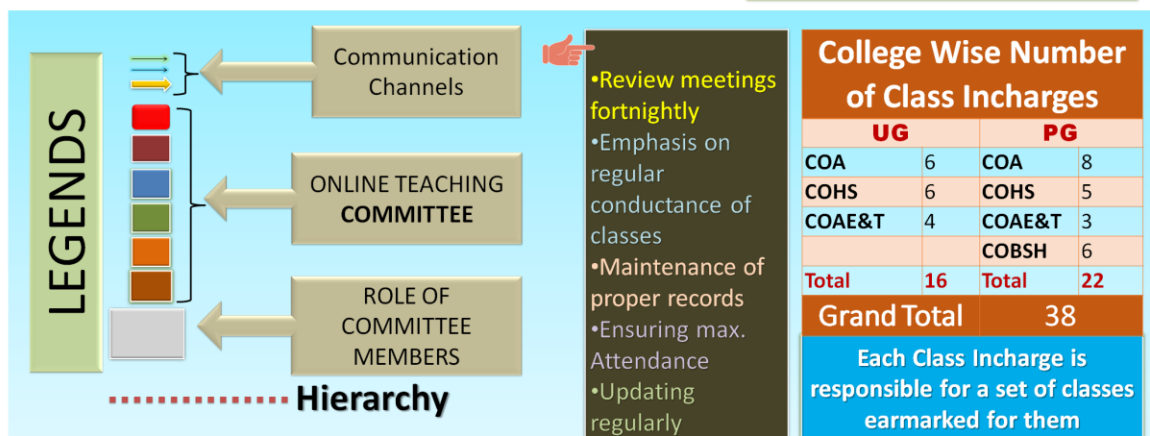 LEGENDS
Communication
Channels
ONLINE TEACHING
COMMITTEE
ROLE OF
COMMITTEE
MEMBERS
Hierarchy
•Review meetings
fortnightly
•Emphasis on
regular
conductance of
classes
•Maintenance of
proper records
•Ensuring max.
Attendance
•Updating
regularly
College Wise Number
of Class Incharges
UG PG
COA 6 COA 8
COHS 6 COHS 5
COAE&T 4 COAE&T 3
COBSH 6
Total 16 Total 22
Grand Total 38
Each Class Incharge is
responsible for a set of classes
earmarked for them